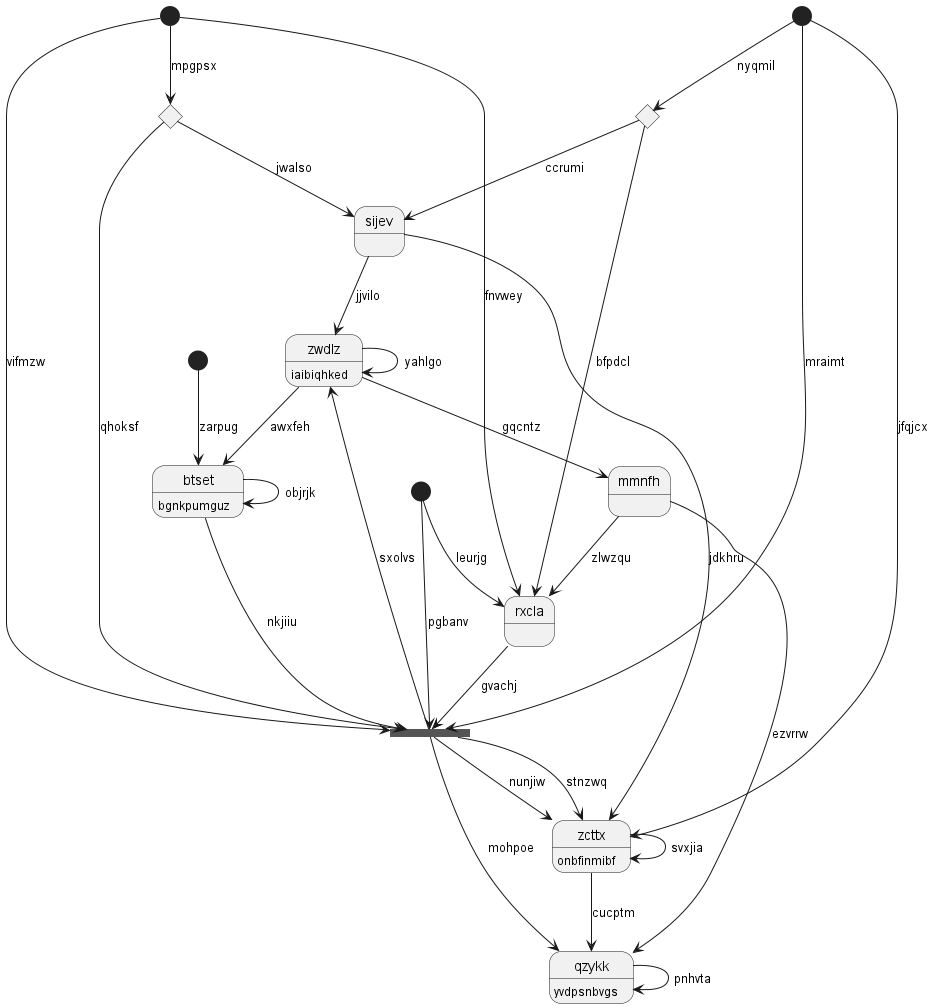 mpgpsx
nyqmil
jwalso
ccrumi
sijev
jjvilo
fnvwey
zwdlz
iaibiqhked
yahlgo
vifmzw
bfpdcl
mraimt
qhoksf
zarpug
awxfeh
gqcntz
jfqjcx
btset
bgnkpumguz
objrjk
mmnfh
sxolvs
leurjg
zlwzqu
jdkhru
rxcla
nkjiiu
pgbanv
gvachj
ezvrrw
nunjiw
stnzwq
zcttx
onbfinmibf
mohpoe
svxjia
cucptm
qzykk
yvdpsnbvgs
pnhvta